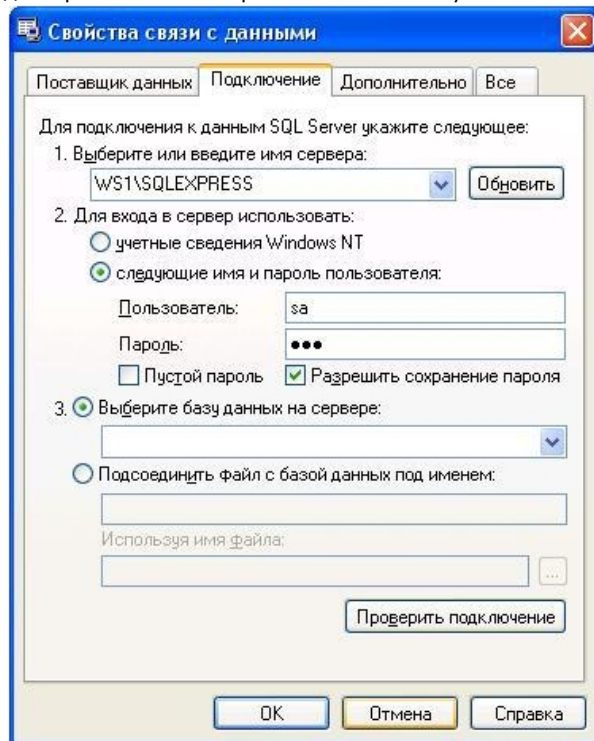 Свойства связи с данными
Поставщик данных Подключение Дополнительно Все
Для подключения к данным SQL Server укажите следующее:
1. Выберите или введите имя сервера:
WS1\SQLEXPRESS Обновить
2. Для входа в сервер использовать:
учетные сведения Windows NT
следующие имя и пароль пользователя:
Пользователь: sa
Пароль: ●●●
Пустой пароль Разрешить сохранение пароля
3. Выберите базу данных на сервере:
Подсоединить файл с базой данных под именем:
Используя имя файла:
...
Проверить подключение
ОК Отмена Справка